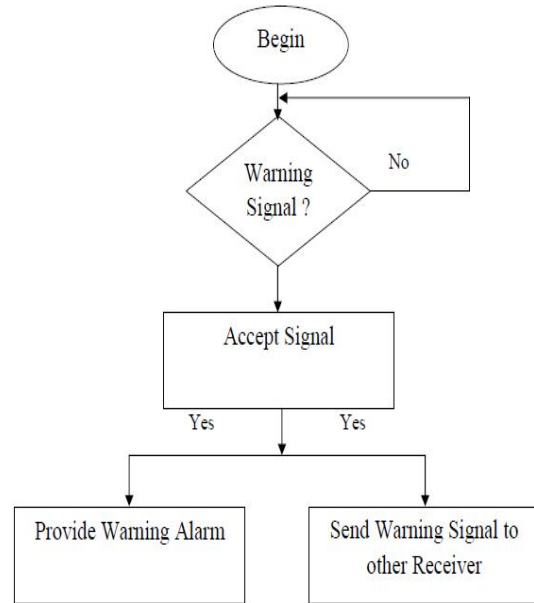 Begin
No
Warning
Signal ?
Accept Signal
Yes
Yes
Provide Warning Alarm
Send Warning Signal to
other Receiver